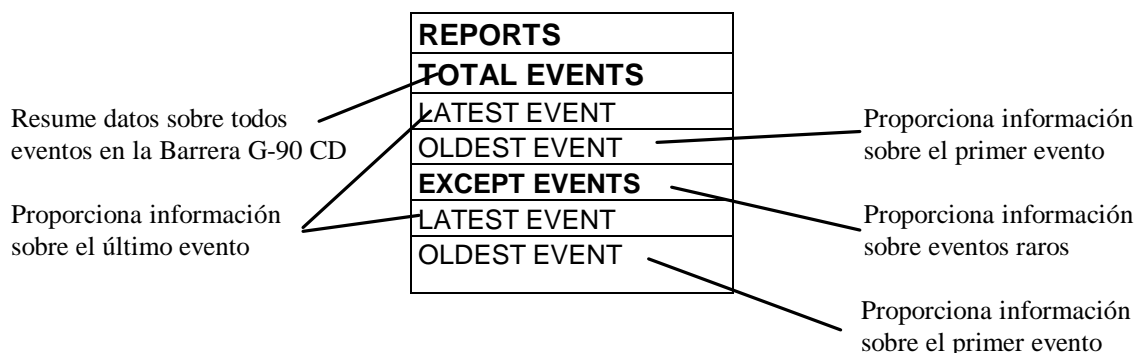 REPORTS
TOTAL EVENTS
LATEST EVENT
OLDEST EVENT
EXCEPT EVENTS
LATEST EVENT
OLDEST EVENT
Resume datos sobre todos
eventos en la Barrera G-90 CD
Proporciona información
sobre el último evento
Proporciona información
sobre el primer evento
Proporciona información
sobre eventos raros
Proporciona información
sobre el primer evento